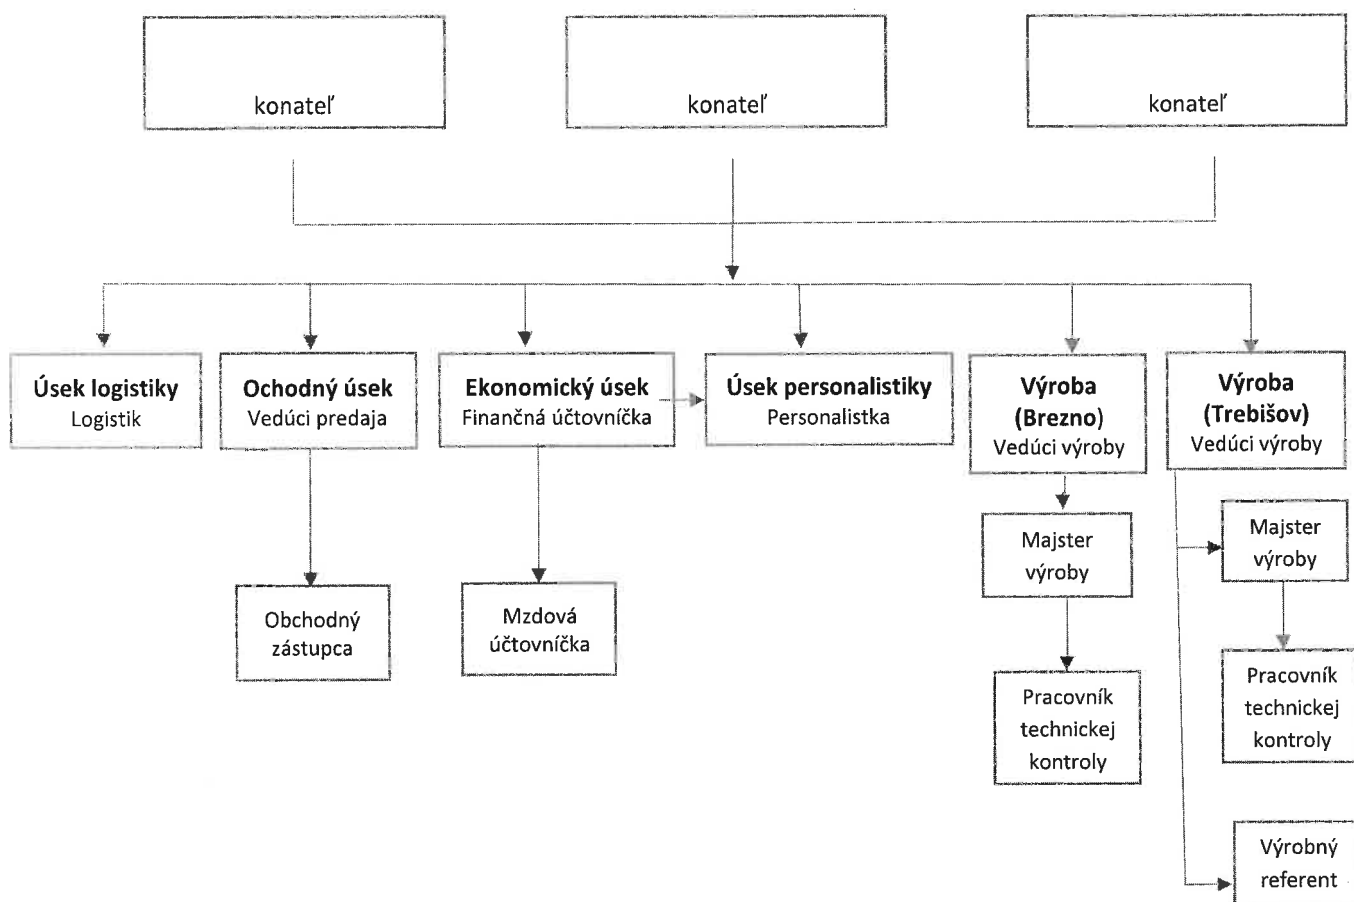 konateľ
konateľ
konateľ
Úsek logistiky
Logistik
Ochodný úsek
Vedúci predaja
Ekonomický úsek
Finančná účtovníčka
Úsek personalistiky
Personalistka
Výroba
(Brezno)
Vedúci výroby
Výroba
(Trebišov)
Vedúci výroby
Obchodný
zástupca
Mzdová
účtovníčka
Majster
výroby
Pracovník
technickej
kontroly
Majster
výroby
Pracovník
technickej
kontroly
Výrobný
referent